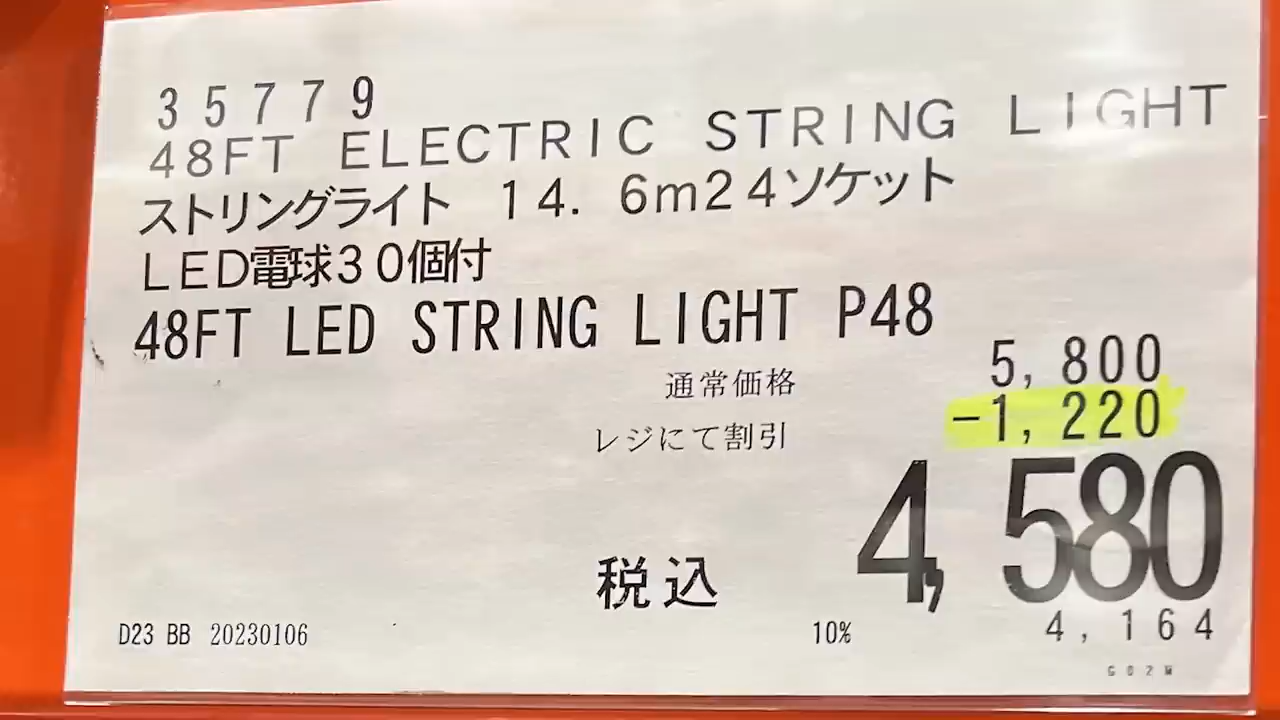 35779
48FT ELECTRIC STRING LIGHT
ストリングライト 14.6m24ソケット
LED電球30個付
48FT LED STRING LIGHT P48
通常価格 5,800
レジにて割引 -1,220
税込 4,580
D23 BB 20230106 10% 4,164
G02M